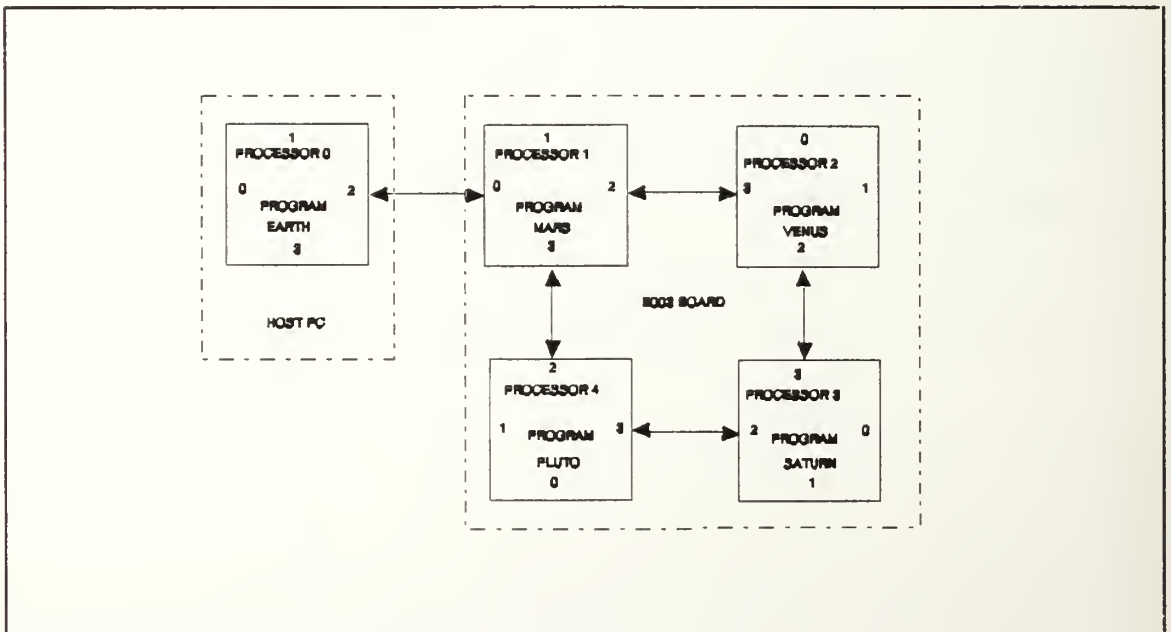 1
PROCESSOR 0
0
2
PROGRAM
EARTH
3
HOST PC
1
PROCESSOR 1
0
2
PROGRAM
MARS
3
0
PROCESSOR 2
3
1
PROGRAM
VENUS
2
B003 BOARD
2
PROCESSOR 4
1
PROGRAM
3
PLUTO
0
3
PROCESSOR 3
2
PROGRAM
0
SATURN
1